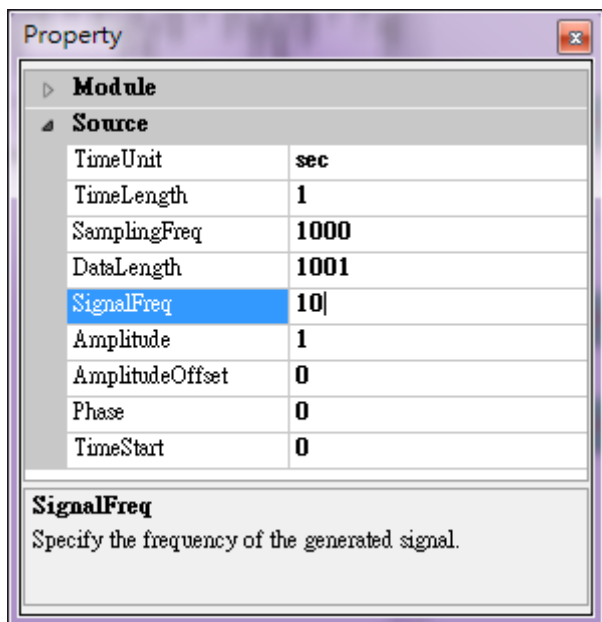 Property
Module
Source
TimeUnit sec
TimeLength 1
SamplingFreq 1000
DataLength 1001
SignalFreq 10
Amplitude 1
AmplitudeOffset 0
Phase 0
TimeStart 0
SignalFreq
Specify the frequency of the generated signal.